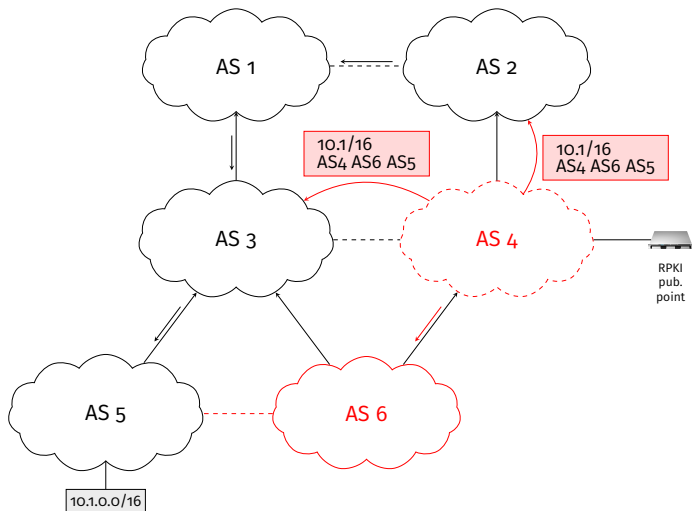 AS 1
AS 2
10.1/16
AS4 AS6 AS5
10.1/16
AS4 AS6 AS5
AS 3
AS 4
RPKI
pub.
point
AS 5
AS 6
10.1.0.0/16